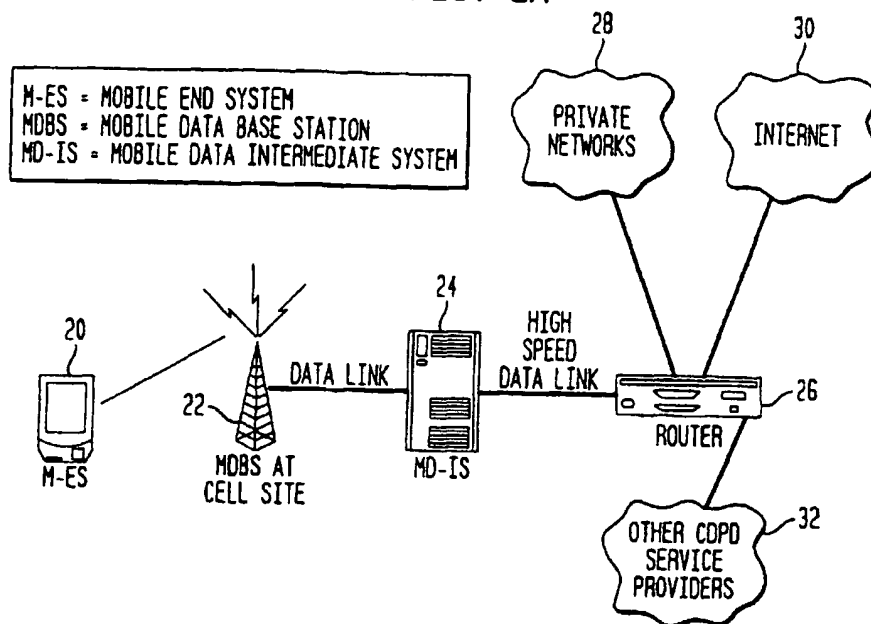 28
30
M-ES = MOBILE END SYSTEM
MDBS = MOBILE DATA BASE STATION
MD-IS = MOBILE DATA INTERMEDIATE SYSTEM
PRIVATE
NETWORKS
INTERNET
20
22
24
DATA LINK
HIGH
SPEED
DATA LINK
26
M-ES
MDBS AT
CELL SITE
MD-IS
ROUTER
OTHER CDPD
SERVICE
PROVIDERS
32